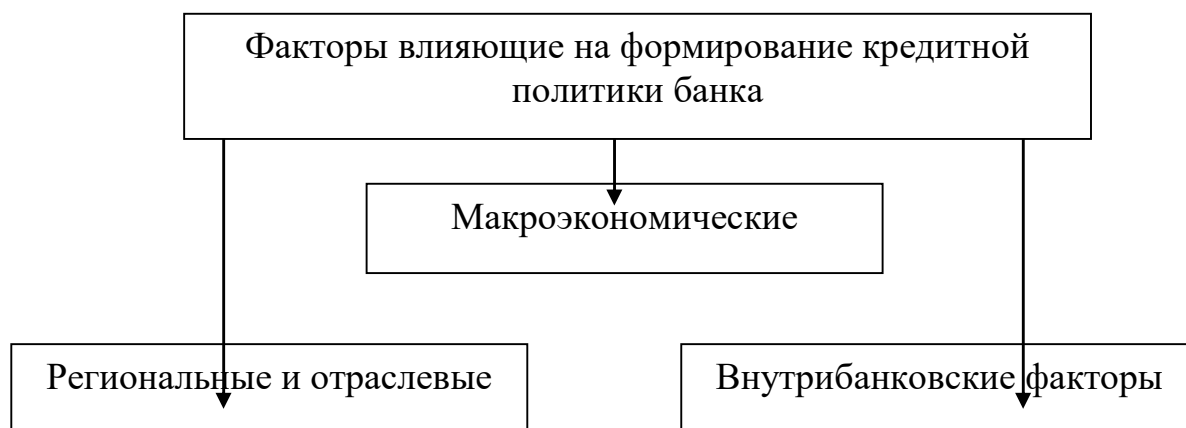 Факторы влияющие на формирование кредитной
политики банка
Макроэкономические
Региональные и отраслевые
Внутрибанковские факторы